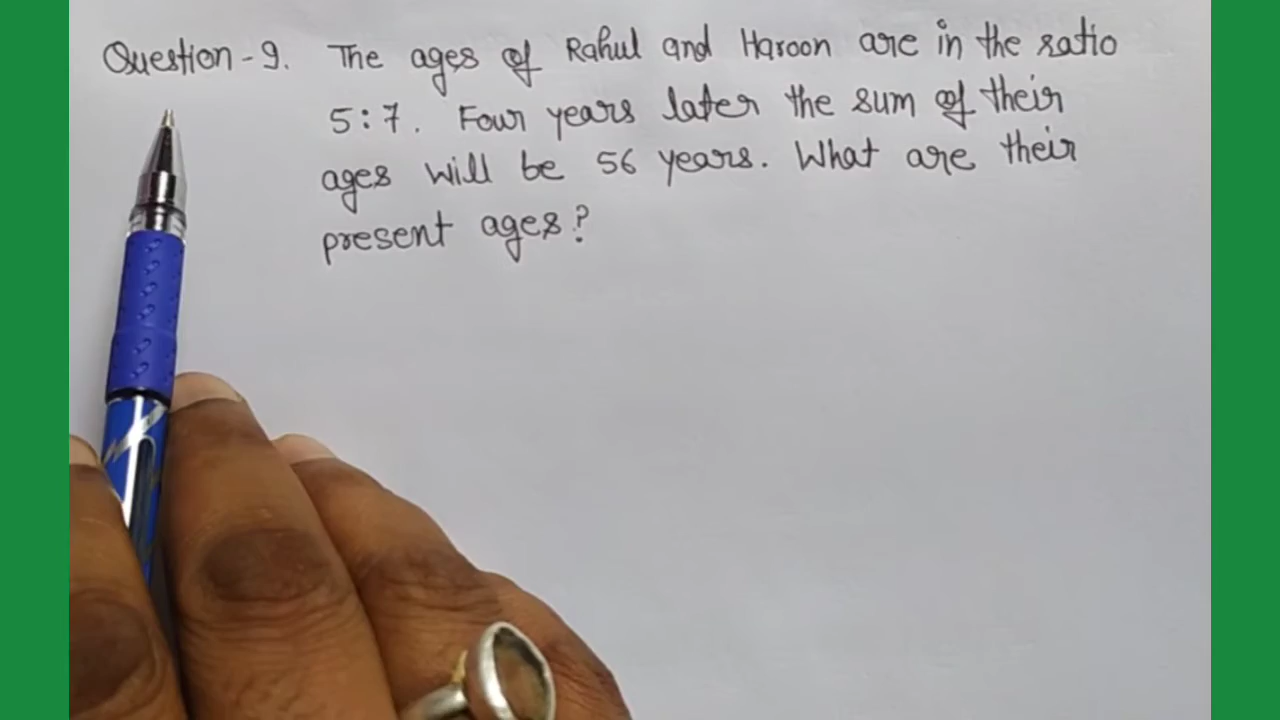 Question - 9. The ages of Rahul and Haroon are in the ratio
5:7. Four years later the sum of their
ages will be 56 years. What are their
present ages?